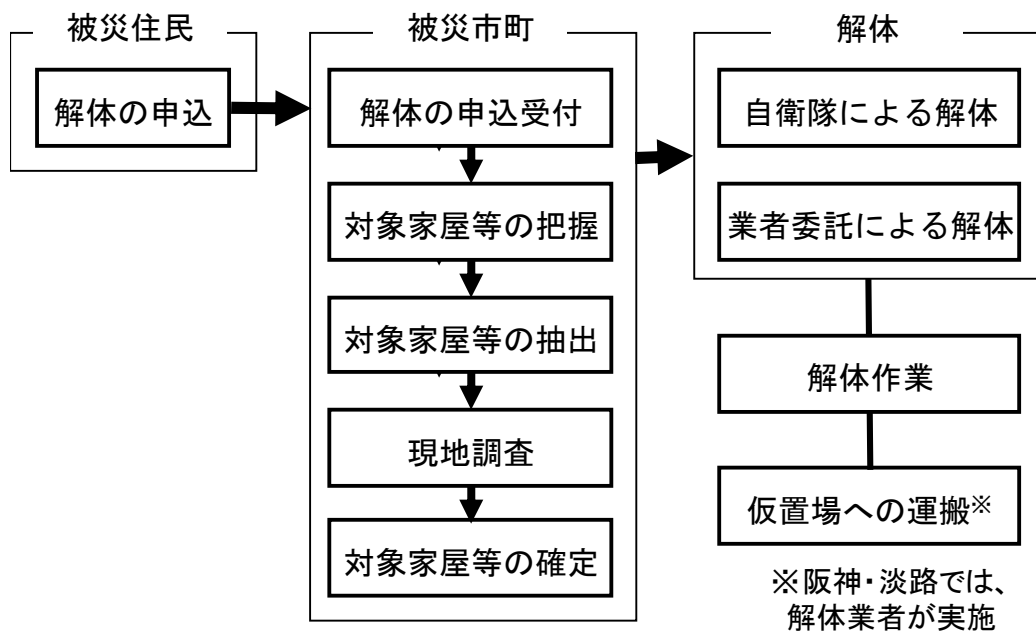 被災住民
解体の申込
被災市町
解体の申込受付
対象家屋等の把握
対象家屋等の抽出
現地調査
対象家屋等の確定
解体
自衛隊による解体
業者委託による解体
解体作業
仮置場への運搬※
※阪神・淡路では、
解体業者が実施